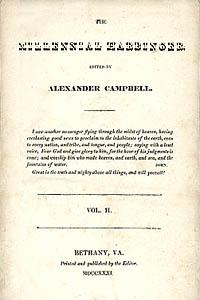 THE
MILLENNIAL HARBINGER
EDITED BY
ALEXANDER CAMPBELL.
I saw another messenger flying through the midst of heaven, having
everlasting good news to proclaim to the inhabitants of the earth, even
to every nation, and tribe, and tongue, and people; saying with a loud
voice, Fear God and give glory to him, for the hour of his judgments is
come; and worship him who made heaven, and earth, and sea, and the
fountains of water. JOHN.
Great is the truth and mighty above all things, and will prevail!
VOL. II.
BETHANY, VA.
Printed and published by the Editor.
MDCCCXXXI.